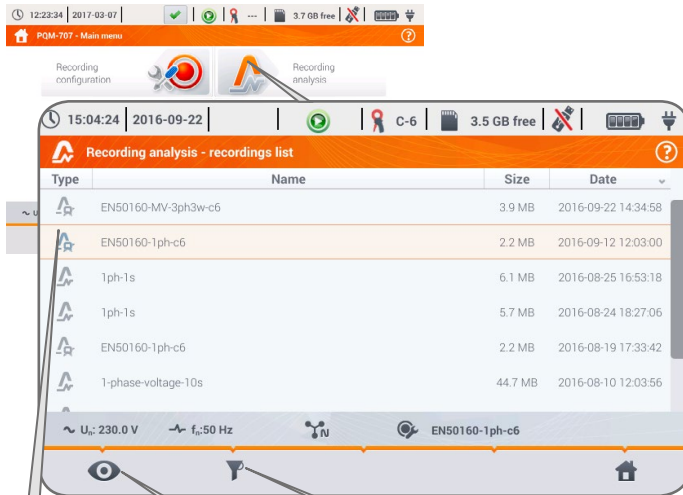 12:23:34 2017-03-07 --- 3.7 GB free
PQM-707 - Main menu ?
Recording
configuration
Recording
analysis
15:04:24 2016-09-22 C-6 3.5 GB free
Recording analysis - recordings list ?
Type Name Size Date
EN50160-MV-3ph3w-c6 3.9 MB 2016-09-22 14:34:58
EN50160-1ph-c6 2.2 MB 2016-09-12 12:03:00
1ph-1s 6.1 MB 2016-08-25 16:53:18
1ph-1s 5.7 MB 2016-08-24 18:27:06
EN50160-1ph-c6 2.2 MB 2016-08-19 17:33:42
1-phase-voltage-10s 44.7 MB 2016-08-10 12:03:56
~ U
~ Un: 230.0 V fn:50 Hz N EN50160-1ph-c6